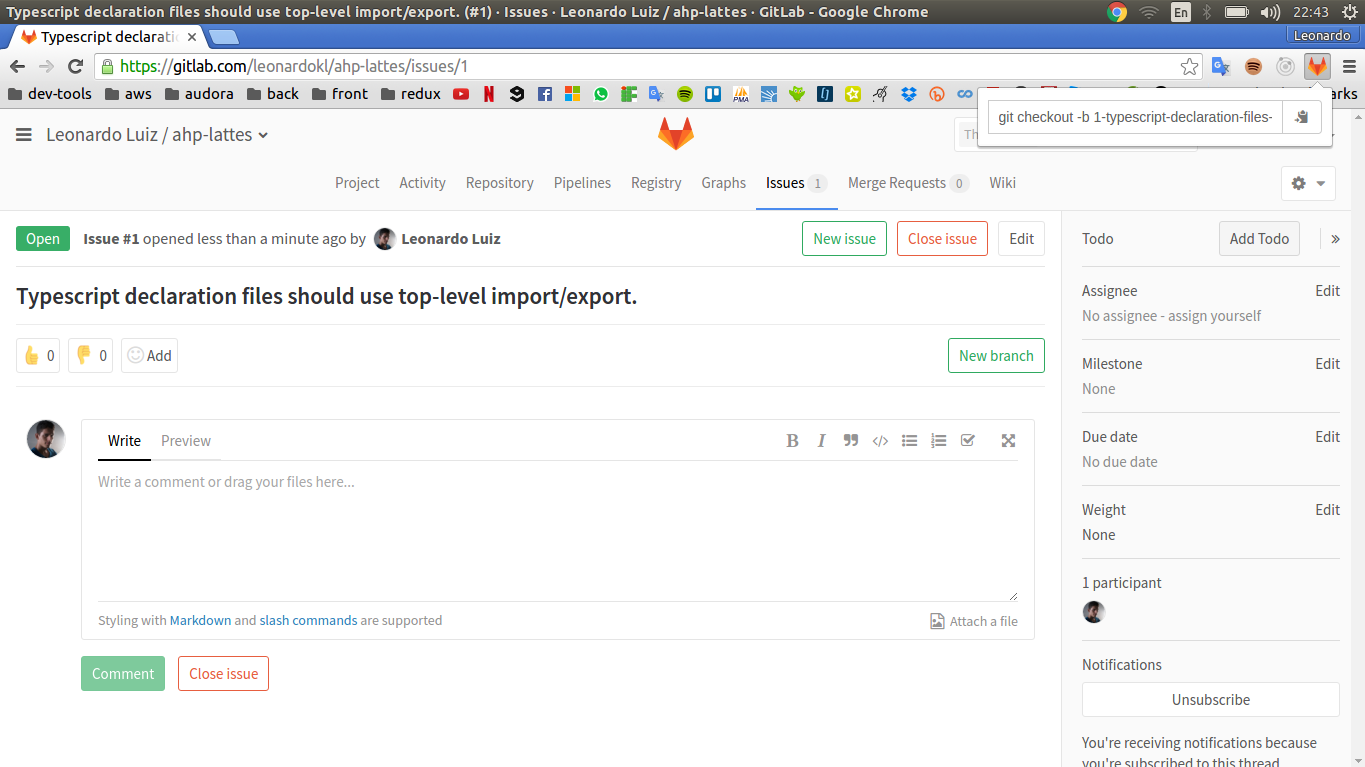 Typescript declaration files should use top-level import/export. (#1) · Issues · Leonardo Luiz / ahp-lattes · GitLab - Google Chrome
En
22:43
Typescript declarati
Leonardo
https://gitlab.com/leonardokl/ahp-lattes/issues/1
dev-tools aws audora back front redux
PMA
arks
git checkout -b 1-typescript-declaration-files-
Leonardo Luiz / ahp-lattes
Th
Project Activity Repository Pipelines Registry Graphs Issues 1 Merge Requests 0 Wiki
Open Issue #1 opened less than a minute ago by Leonardo Luiz
New issue Close issue Edit
Typescript declaration files should use top-level import/export.
0 0 Add
New branch
Write Preview
B I
Write a comment or drag your files here...
Styling with Markdown and slash commands are supported
Attach a file
Comment Close issue
Todo Add Todo »
Assignee Edit
No assignee - assign yourself
Milestone Edit
None
Due date Edit
No due date
Weight Edit
None
1 participant
Notifications
Unsubscribe
You're receiving notifications because
you're subscribed to this thread